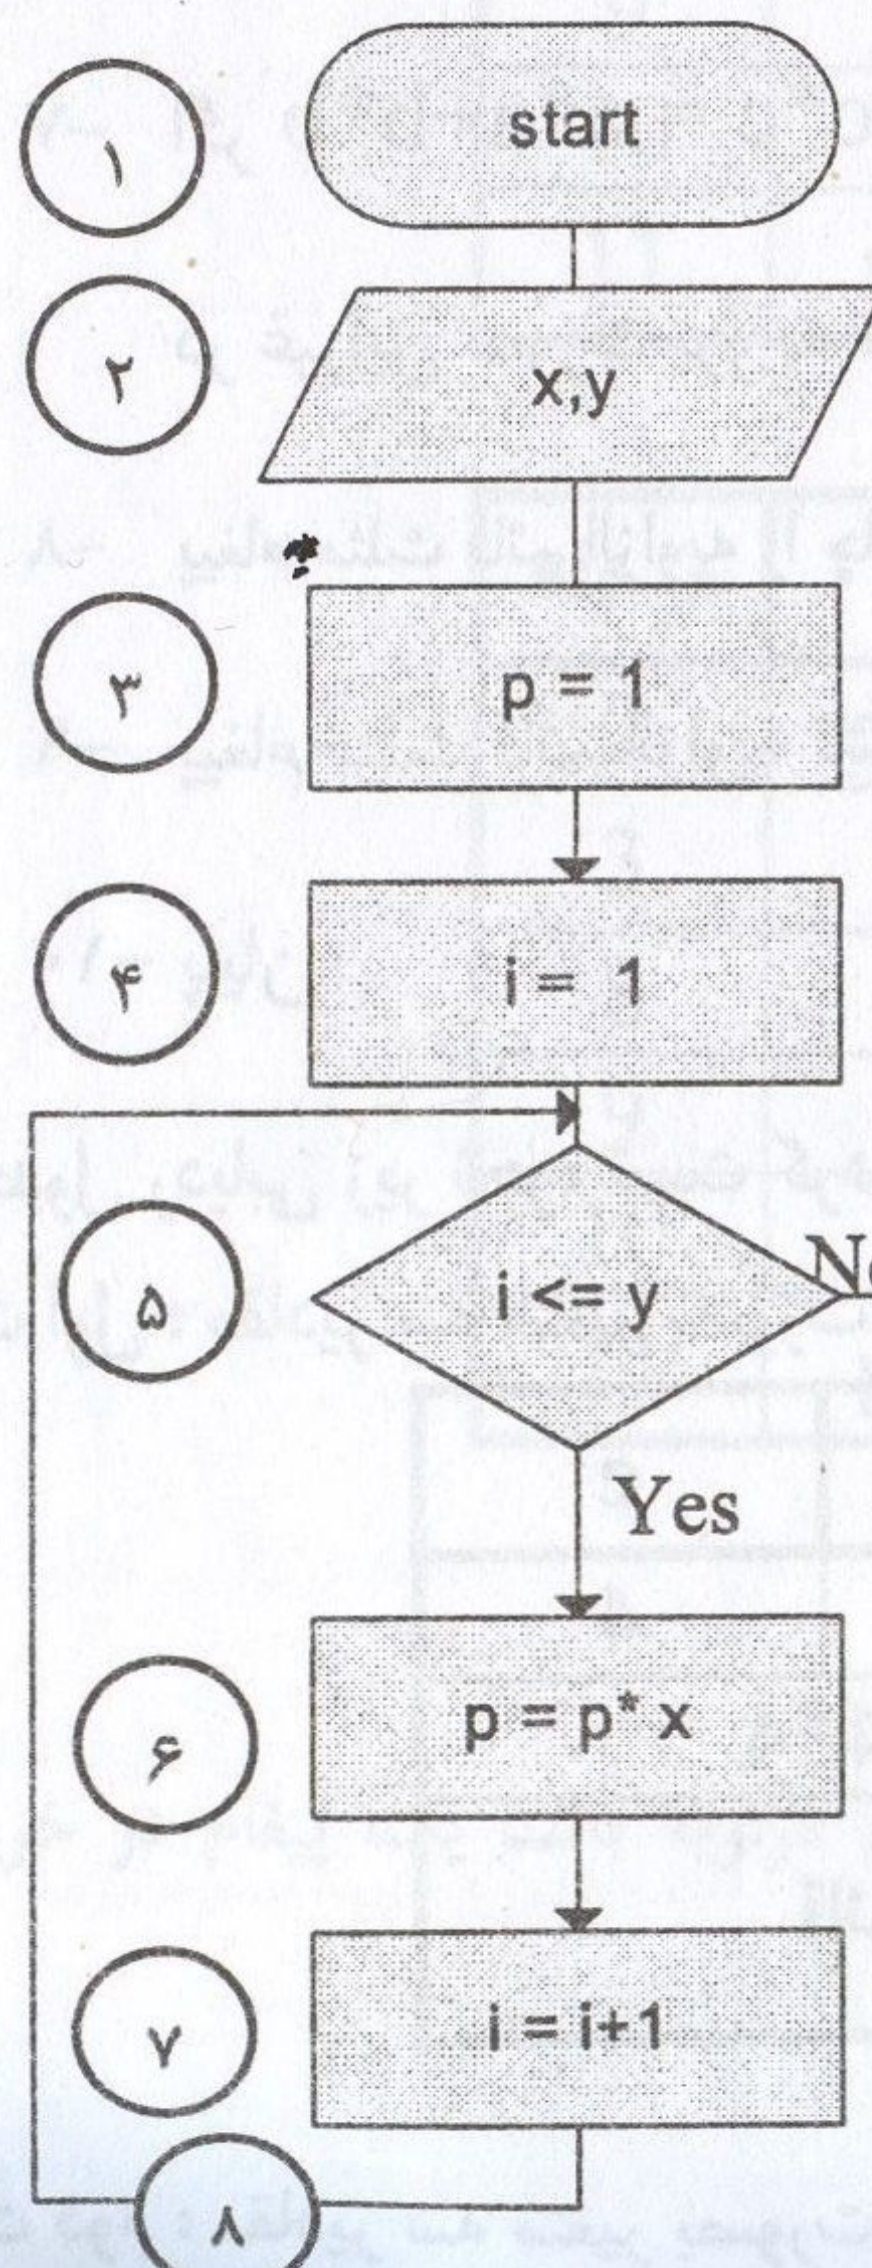 ۱ start
۲ x,y
۳ p = 1
۴ i = 1
۵ i <= y
Yes
۶ p = p* x
۷ i = i+1
۸